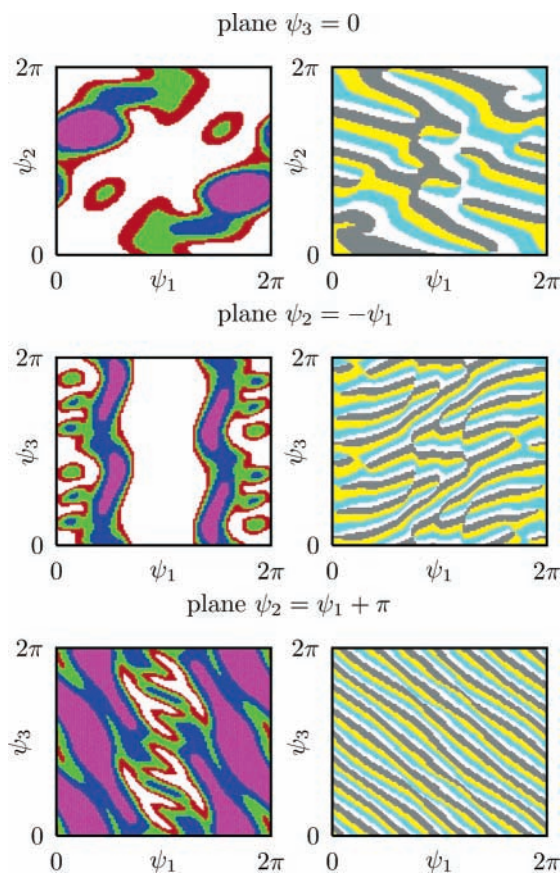 plane ψ₃ = 0
2π 2π
ψ₂ ψ₂
0 0
0 ψ₁ 2π 0 ψ₁ 2π
plane ψ₂ = −ψ₁
2π 2π
ψ₃ ψ₃
0 0
0 ψ₁ 2π 0 ψ₁ 2π
plane ψ₂ = ψ₁ + π
2π 2π
ψ₃ ψ₃
0 0
0 ψ₁ 2π 0 ψ₁ 2π